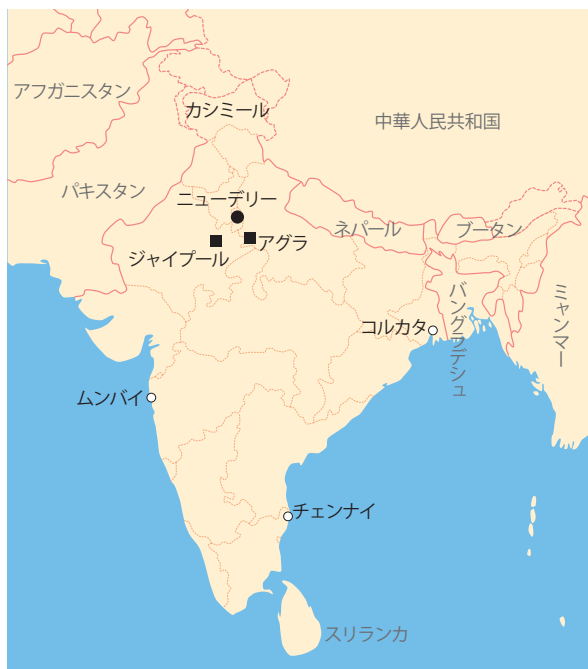 アフガニスタン
カシミール
中華人民共和国
パキスタン
ニューデリー
ネパール
ブータン
アグラ
ジャイプール
バングラデシュ
ミャンマー
コルカタ
ムンバイ
チェンナイ
スリランカ